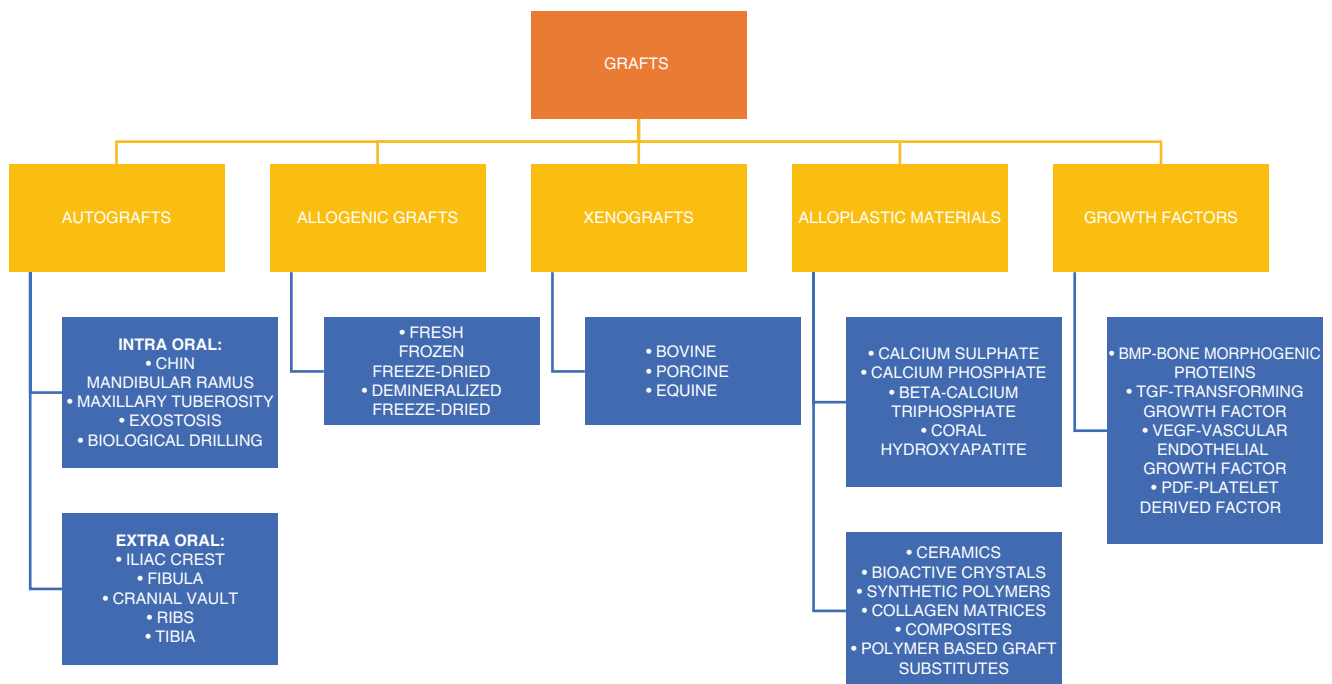 GRAFTS
AUTOGRAFTS
ALLOGENIC GRAFTS
XENOGRAFTS
ALLOPLASTIC MATERIALS
GROWTH FACTORS
INTRA ORAL:
• CHIN
MANDIBULAR RAMUS
• MAXILLARY TUBEROSITY
• EXOSTOSIS
• BIOLOGICAL DRILLING
EXTRA ORAL:
• ILIAC CREST
• FIBULA
• CRANIAL VAULT
• RIBS
• TIBIA
• FRESH
FROZEN
FREEZE-DRIED
• DEMINERALIZED
FREEZE-DRIED
• BOVINE
• PORCINE
• EQUINE
• CALCIUM SULPHATE
• CALCIUM PHOSPHATE
• BETA-CALCIUM
TRIPHOSPHATE
• CORAL
HYDROXYAPATITE
• CERAMICS
• BIOACTIVE CRYSTALS
• SYNTHETIC POLYMERS
• COLLAGEN MATRICES
• COMPOSITES
• POLYMER BASED GRAFT
SUBSTITUTES
• BMP-BONE MORPHOGENIC
PROTEINS
• TGF-TRANSFORMING
GROWTH FACTOR
• VEGF-VASCULAR
ENDOTHELIAL
GROWTH FACTOR
• PDF-PLATELET
DERIVED FACTOR